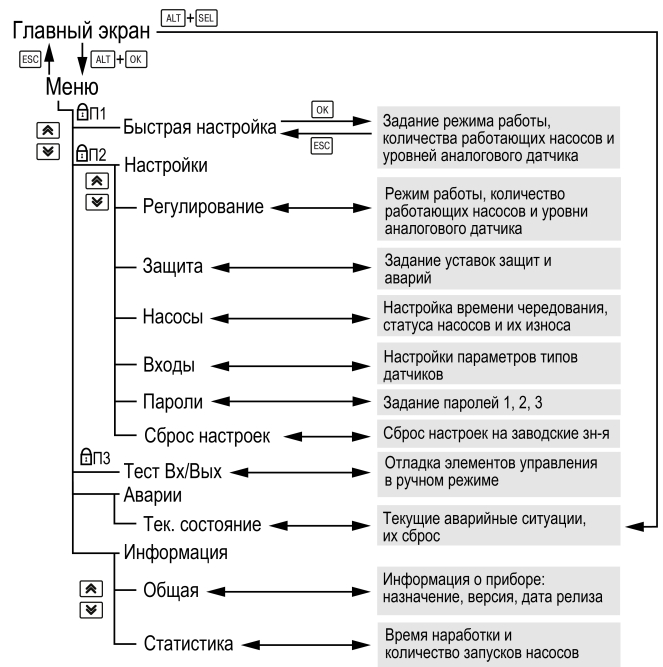 ALT + SEL
Главный экран
ESC ALT + OK
Меню
П1
Быстрая настройка
OK
ESC
Задание режима работы,
количества работающих насосов и
уровней аналогового датчика
П2
Настройки
Регулирование
Режим работы, количество
работающих насосов и уровни
аналогового датчика
Защита
Задание уставок защит и
аварий
Насосы
Настройка времени чередования,
статуса насосов и их износа
Входы
Настройки параметров типов
датчиков
Пароли
Задание паролей 1, 2, 3
Сброс настроек
Сброс настроек на заводские зн-я
П3
Тест Вх/Вых
Отладка элементов управления
в ручном режиме
Аварии
Тек. состояние
Текущие аварийные ситуации,
их сброс
Информация
Общая
Информация о приборе:
назначение, версия, дата релиза
Статистика
Время наработки и
количество запусков насосов